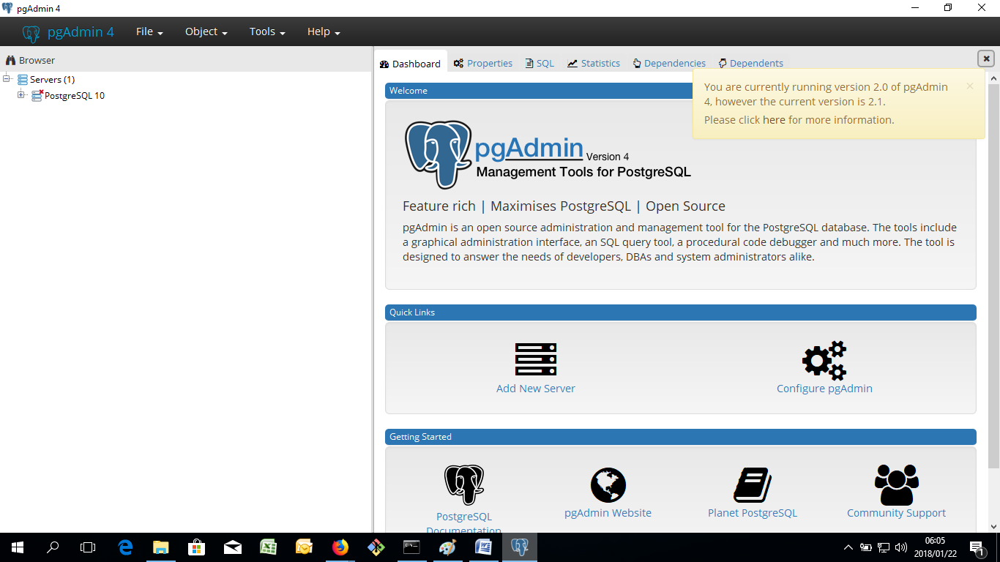 pgAdmin 4
pgAdmin 4 File Object Tools Help
Browser
Servers (1)
PostgreSQL 10
Dashboard Properties SQL Statistics Dependencies Dependents
You are currently running version 2.0 of pgAdmin
4, however the current version is 2.1.
Please click here for more information.
Welcome
pgAdmin Version 4
Management Tools for PostgreSQL
Feature rich | Maximises PostgreSQL | Open Source
pgAdmin is an open source administration and management tool for the PostgreSQL database. The tools include
a graphical administration interface, an SQL query tool, a procedural code debugger and much more. The tool is
designed to answer the needs of developers, DBAs and system administrators alike.
Quick Links
Add New Server
Configure pgAdmin
Getting Started
PostgreSQL
Documentation
pgAdmin Website
Planet PostgreSQL
Community Support
06:05
2018/01/22
1